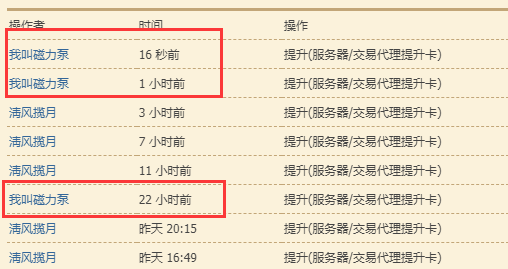 操作者 时间 操作
我叫磁力泵 16 秒前 提升(服务器/交易代理提升卡)
我叫磁力泵 1 小时前 提升(服务器/交易代理提升卡)
清风揽月 3 小时前 提升(服务器/交易代理提升卡)
清风揽月 7 小时前 提升(服务器/交易代理提升卡)
清风揽月 11 小时前 提升(服务器/交易代理提升卡)
我叫磁力泵 22 小时前 提升(服务器/交易代理提升卡)
清风揽月 昨天 20:15 提升(服务器/交易代理提升卡)
清风揽月 昨天 16:49 提升(服务器/交易代理提升卡)